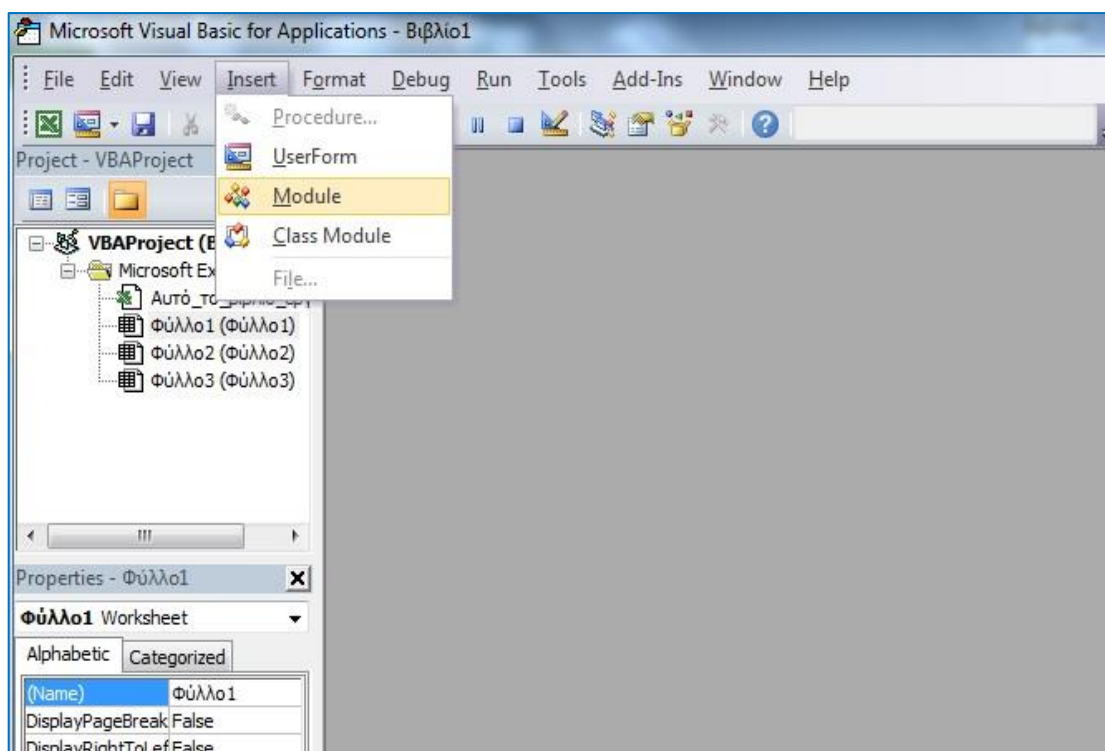 Microsoft Visual Basic for Applications - Βιβλίο1
File Edit View Insert Format Debug Run Tools Add-Ins Window Help
Procedure...
UserForm
Module
Class Module
File...
Project - VBAProject
VBAProject (
Microsoft Ex
Αυτό_το_
Φύλλο1 (Φύλλο1)
Φύλλο2 (Φύλλο2)
Φύλλο3 (Φύλλο3)
Properties - Φύλλο1
Φύλλο1 Worksheet
Alphabetic Categorized
(Name) Φύλλο1
DisplayPageBreak False
DisplayRightToLef False